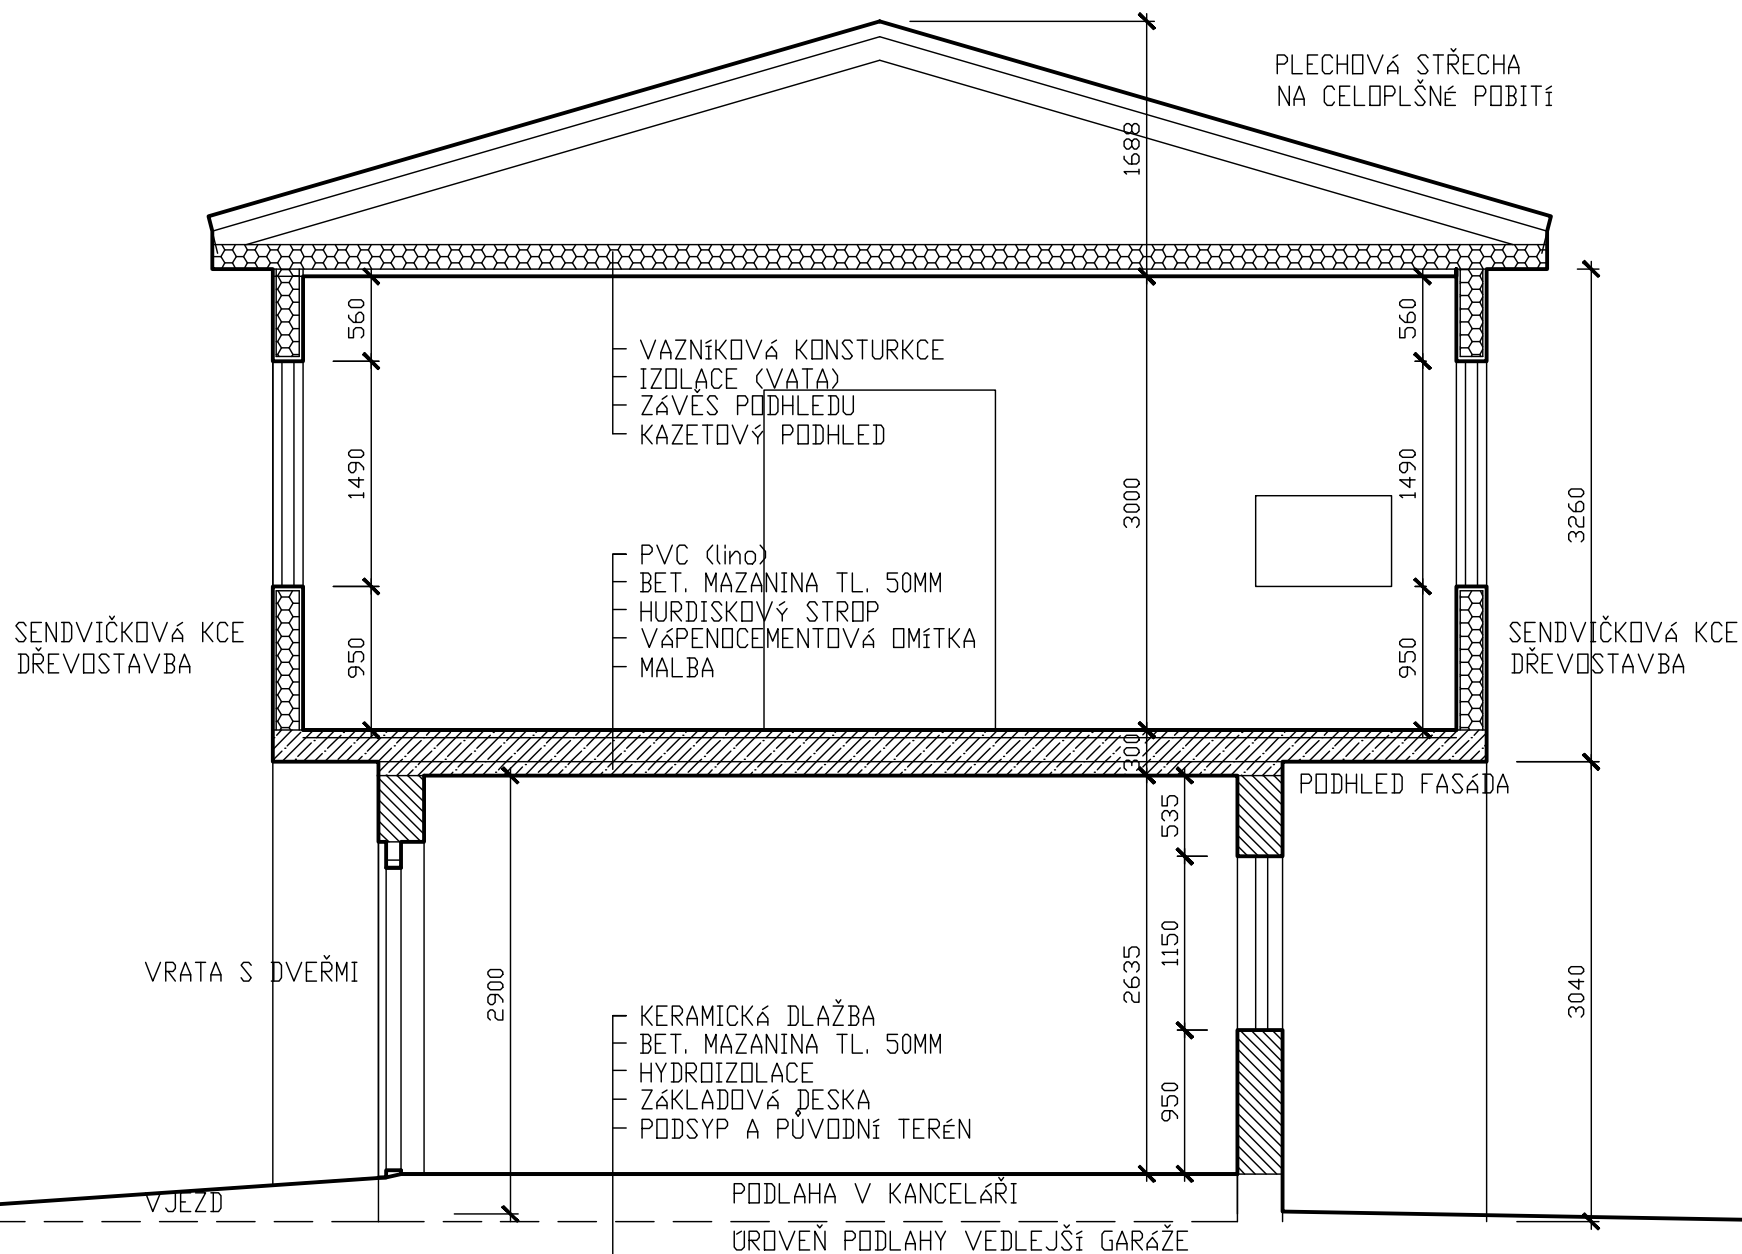 PLECHOVÁ STŘECHA
NA CELOPLŠNÉ POBITÍ
1688
560
560
VAZNÍKOVÁ KONSTURKCE
IZOLACE (VATA)
ZÁVĚS PODHLEDU
KAZETOVÝ PODHLED
1490
3000
1490
3260
PVC (lino)
BET. MAZANINA TL. 50MM
HURDISKOVÝ STROP
VÁPENOCEMENTOVÁ OMÍTKA
MALBA
SENDVIČKOVÁ KCE
DŘEVOSTAVBA
950
950
SENDVIČKOVÁ KCE
DŘEVOSTAVBA
300
PODHLED FASÁDA
535
VRATA S DVEŘMI
2900
2635
1150
3040
KERAMICKÁ DLAŽBA
BET. MAZANINA TL. 50MM
HYDROIZOLACE
ZÁKLADOVÁ DESKA
PODSYP A PŮVODNÍ TERÉN
950
VJEZD
PODLAHA V KANCELÁŘI
ÚROVEŇ PODLAHY VEDLEJŠÍ GARÁŽE